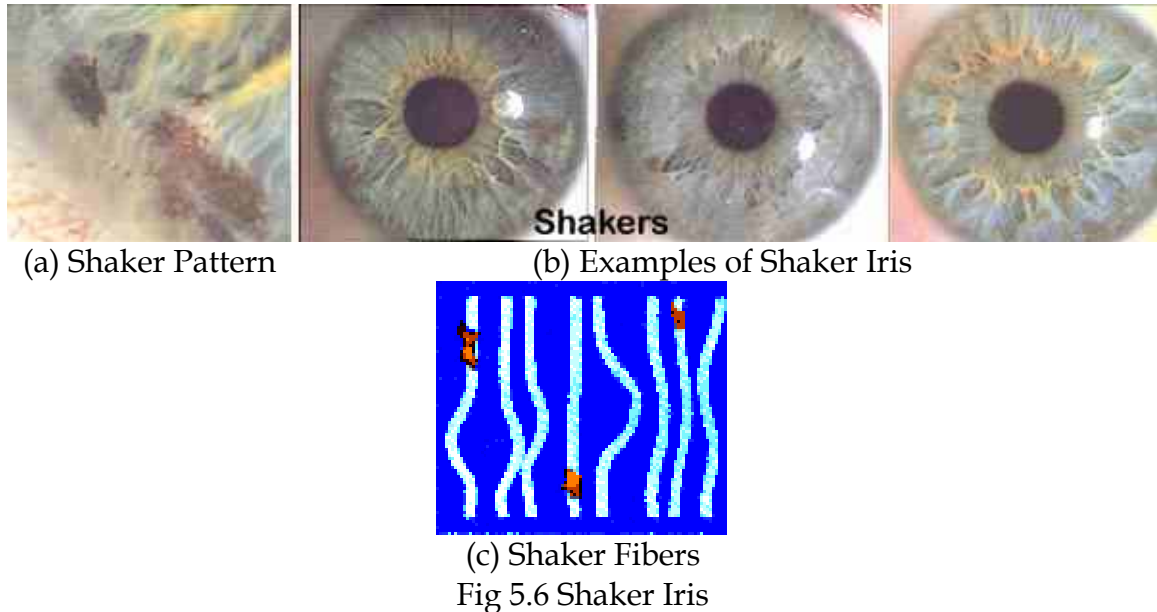 Shakers
(a) Shaker Pattern (b) Examples of Shaker Iris
(c) Shaker Fibers
Fig 5.6 Shaker Iris